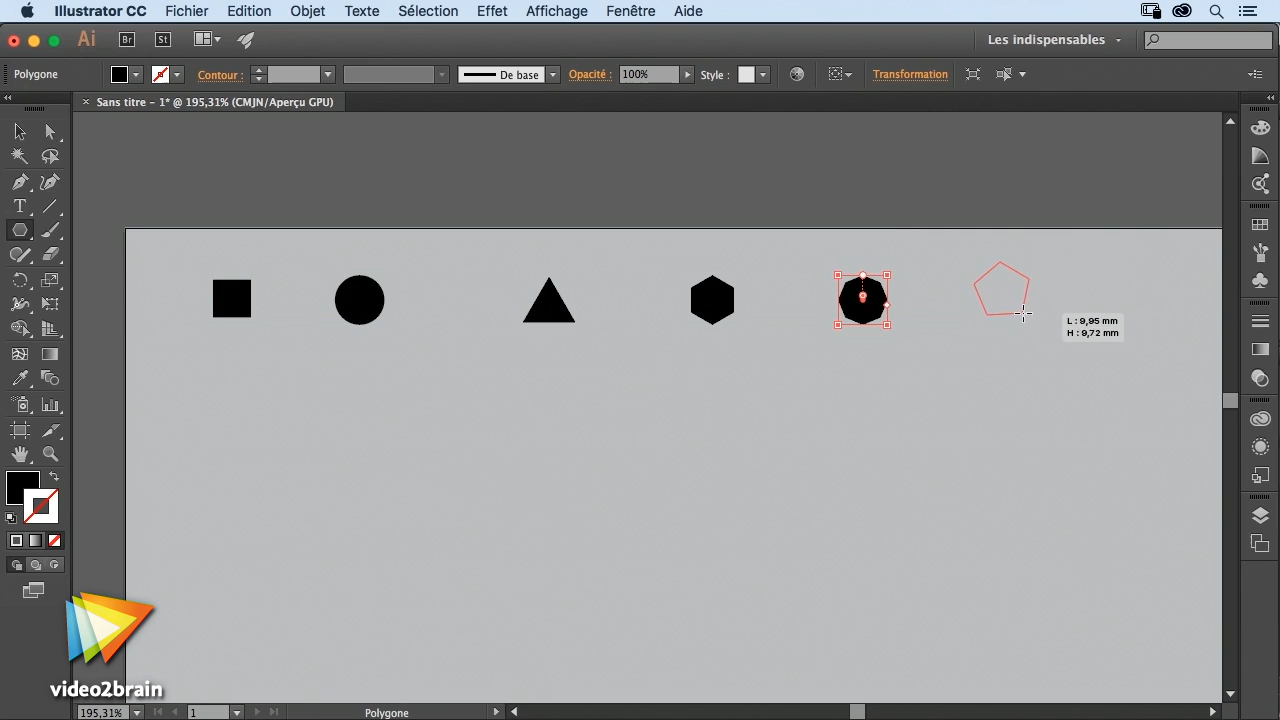 Illustrator CC Fichier Edition Objet Texte Sélection Effet Affichage Fenêtre Aide
Ai Br St Les indispensables
Polygone Contour : De base Opacité : 100% Style : Transformation
× Sans titre - 1* @ 195,31% (CMJN/Aperçu GPU)
T
L : 9,95 mm
H : 9,72 mm
video2brain
195,31% 1 Polygone